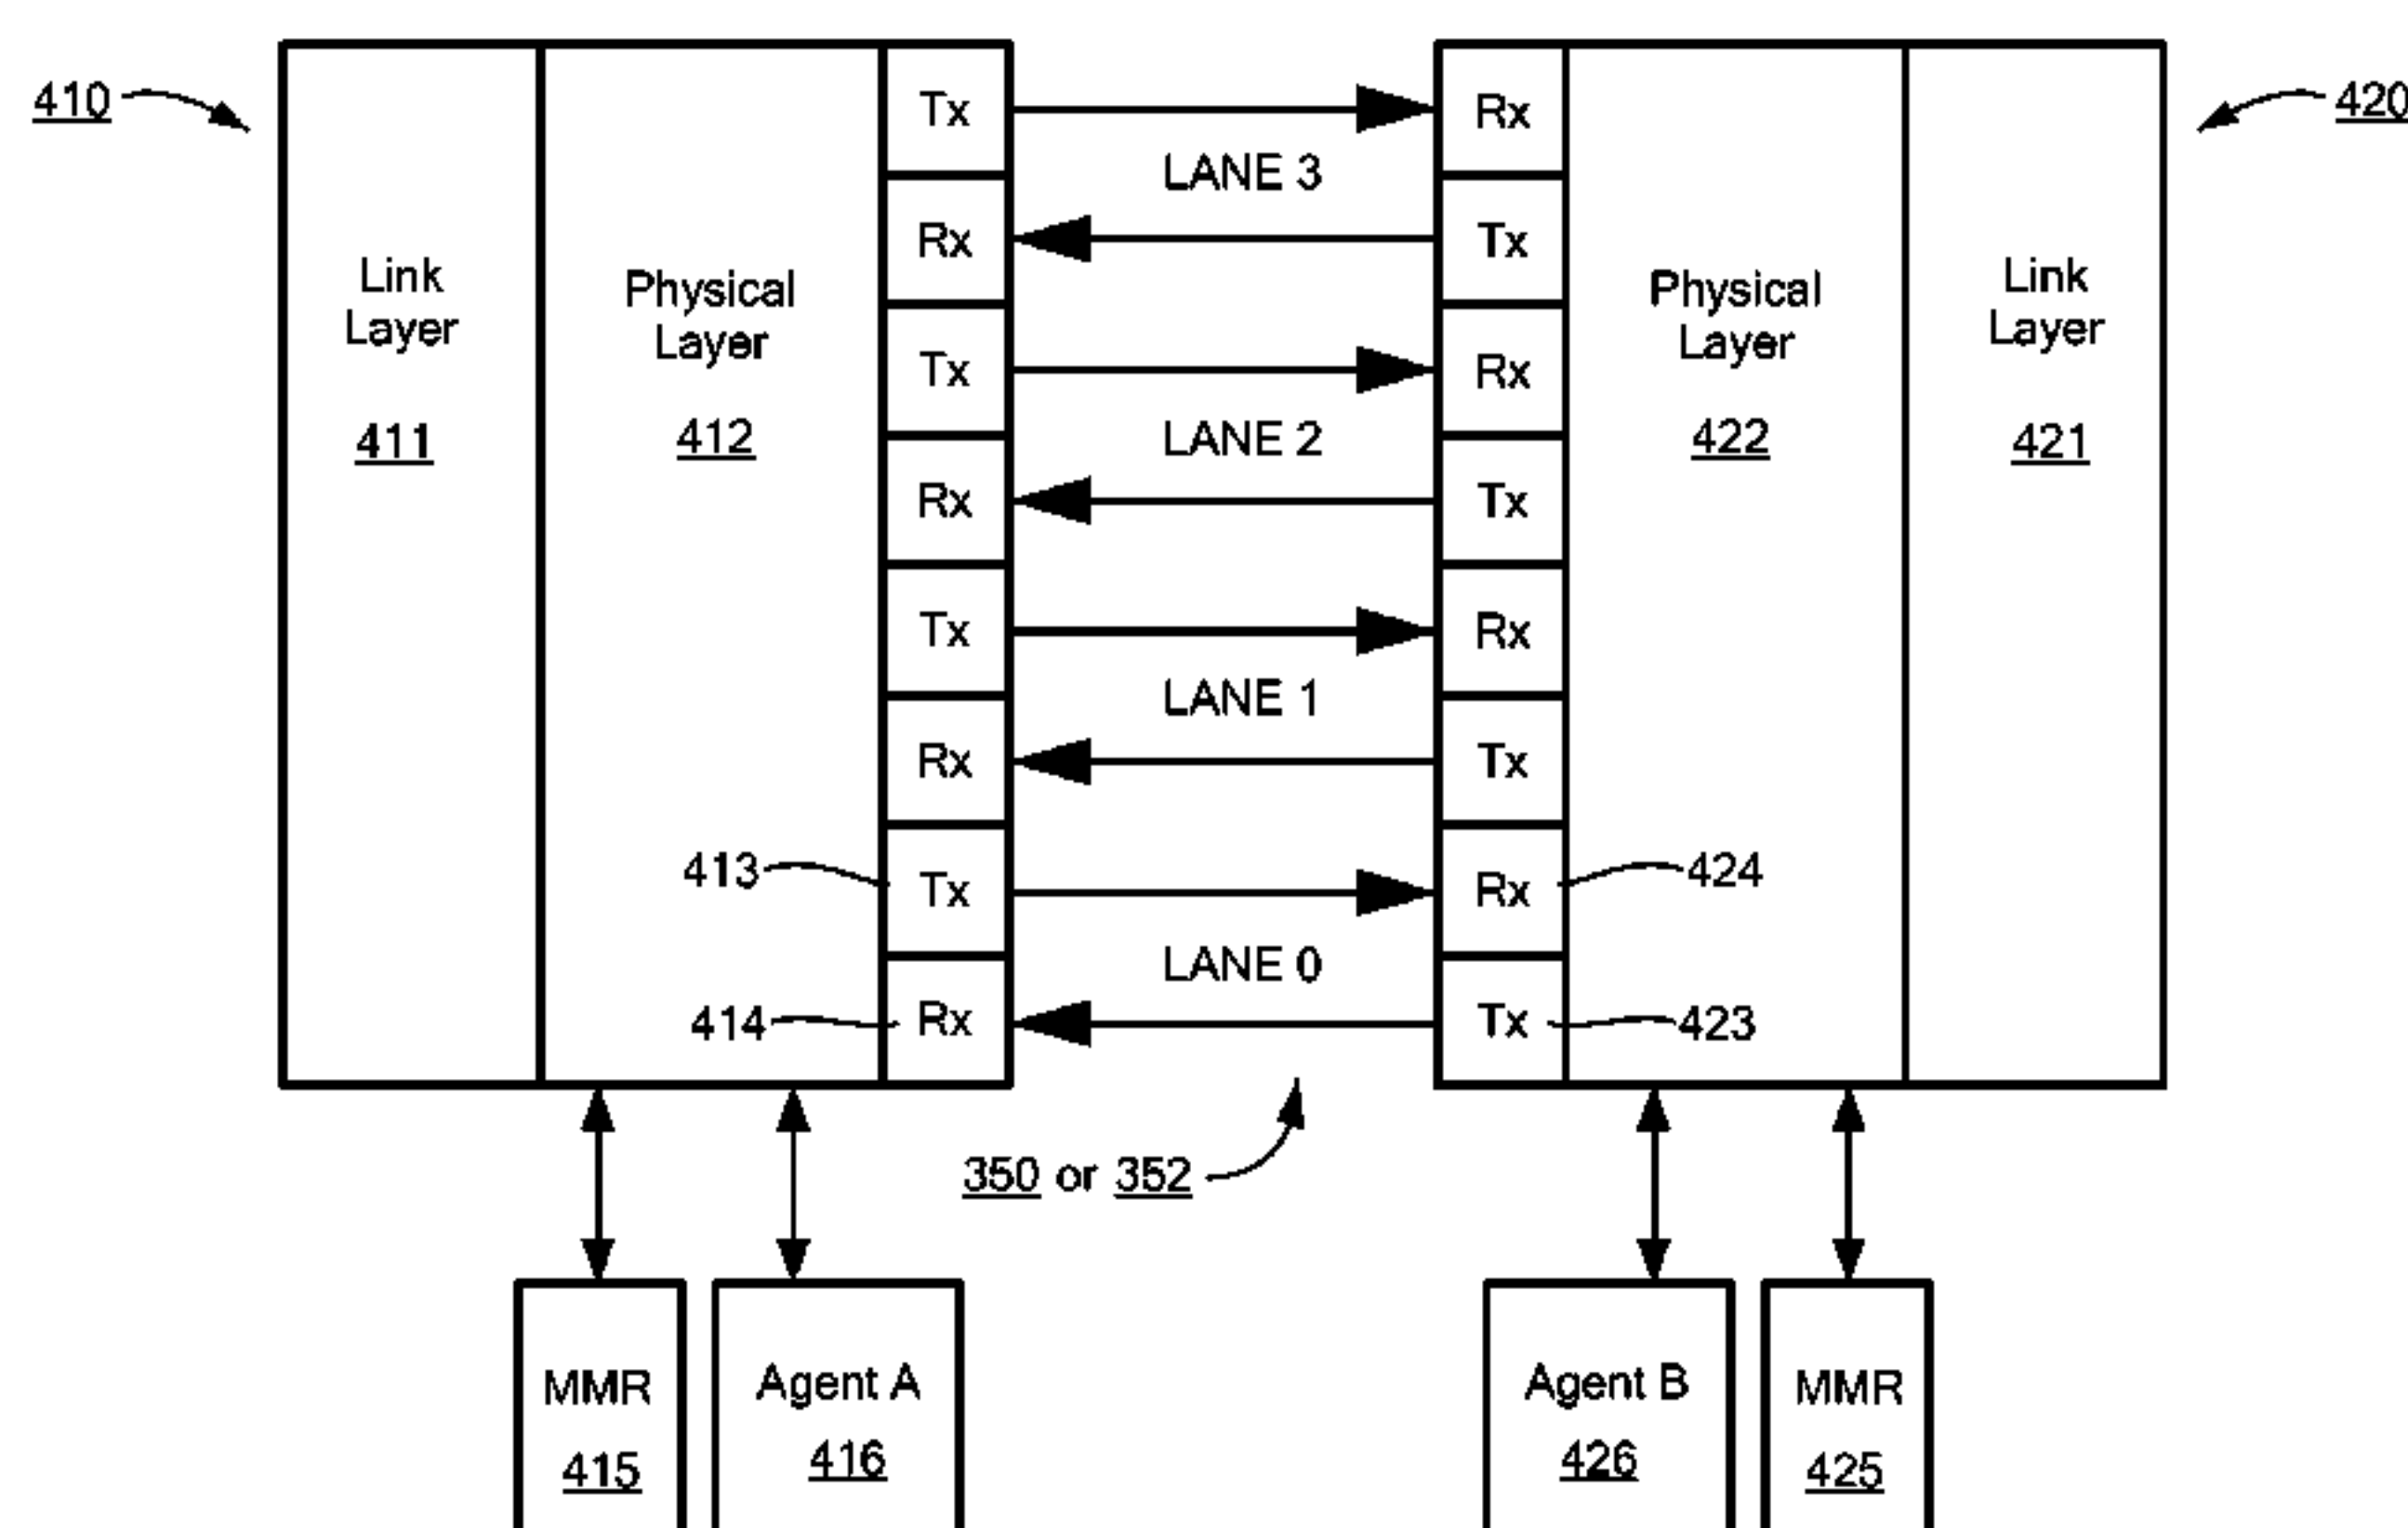 410
420
Tx
Rx
LANE 3
Rx
Tx
Link
Layer
411
Physical
Layer
412
Physical
Layer
422
Link
Layer
421
Tx
Rx
LANE 2
Rx
Tx
Tx
Rx
LANE 1
Rx
Tx
413
Tx
Rx
424
LANE 0
414
Rx
Tx
423
350 or 352
MMR
415
Agent A
416
Agent B
426
MMR
425